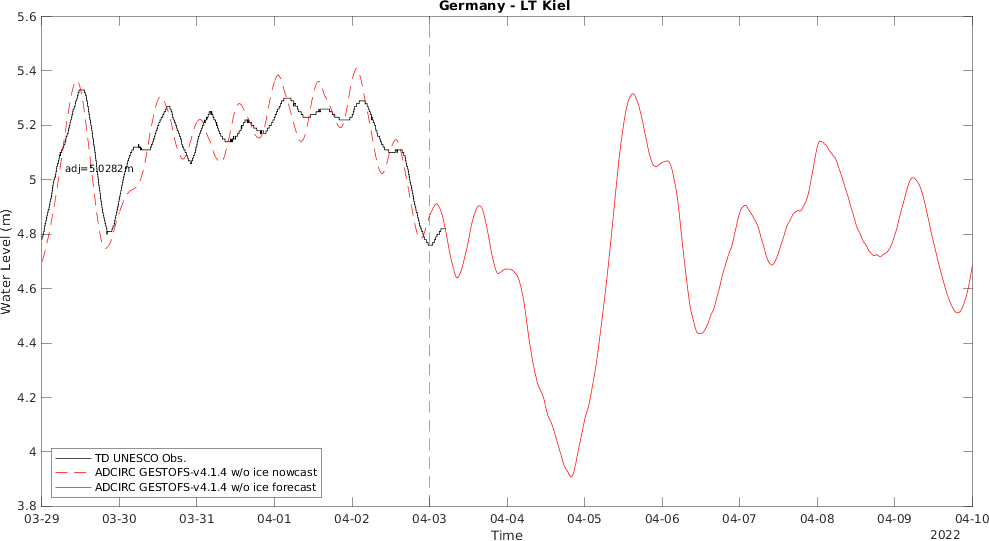 Germany - LT Kiel
5.6
5.4
5.2
5
4.8
4.6
4.4
4.2
4
3.8
Water Level (m)
adj=5.0282m
TD UNESCO Obs.
ADCIRC GESTOFS-v4.1.4 w/o ice nowcast
ADCIRC GESTOFS-v4.1.4 w/o ice forecast
03-29 03-30 03-31 04-01 04-02 04-03 04-04 04-05 04-06 04-07 04-08 04-09 04-10
Time
2022